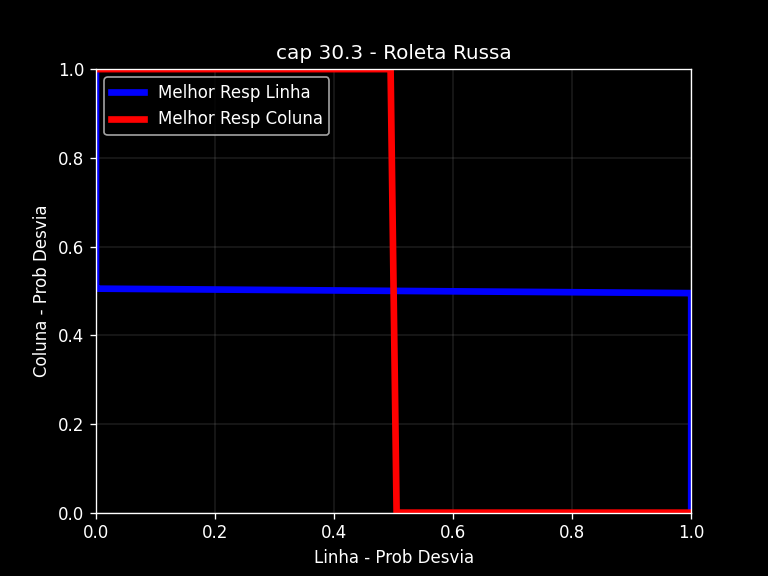 cap 30.3 - Roleta Russa
Melhor Resp Linha
Melhor Resp Coluna
Coluna - Prob Desvia
1.0
0.8
0.6
0.4
0.2
0.0
0.0 0.2 0.4 0.6 0.8 1.0
Linha - Prob Desvia